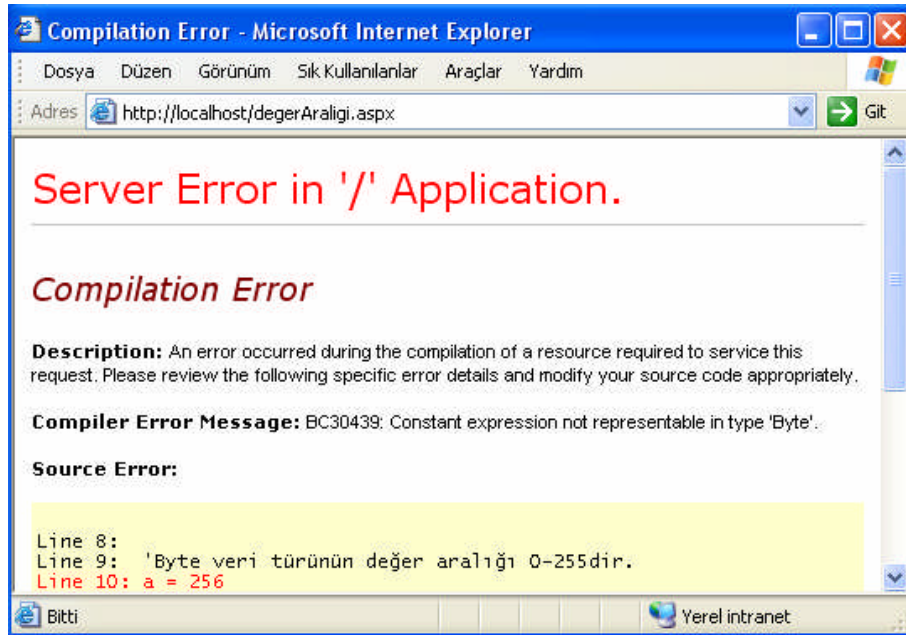 Compilation Error - Microsoft Internet Explorer
Dosya Düzen Görünüm Sık Kullanılanlar Araçlar Yardım
Adres http://localhost/degerAraligi.aspx Git
Server Error in '/' Application.
Compilation Error
Description: An error occurred during the compilation of a resource required to service this
request. Please review the following specific error details and modify your source code appropriately.
Compiler Error Message: BC30439: Constant expression not representable in type 'Byte'.
Source Error:
Line 8:
Line 9:  'Byte veri türünün değer aralığı 0-255dir.
Line 10: a = 256
Bitti Yerel intranet